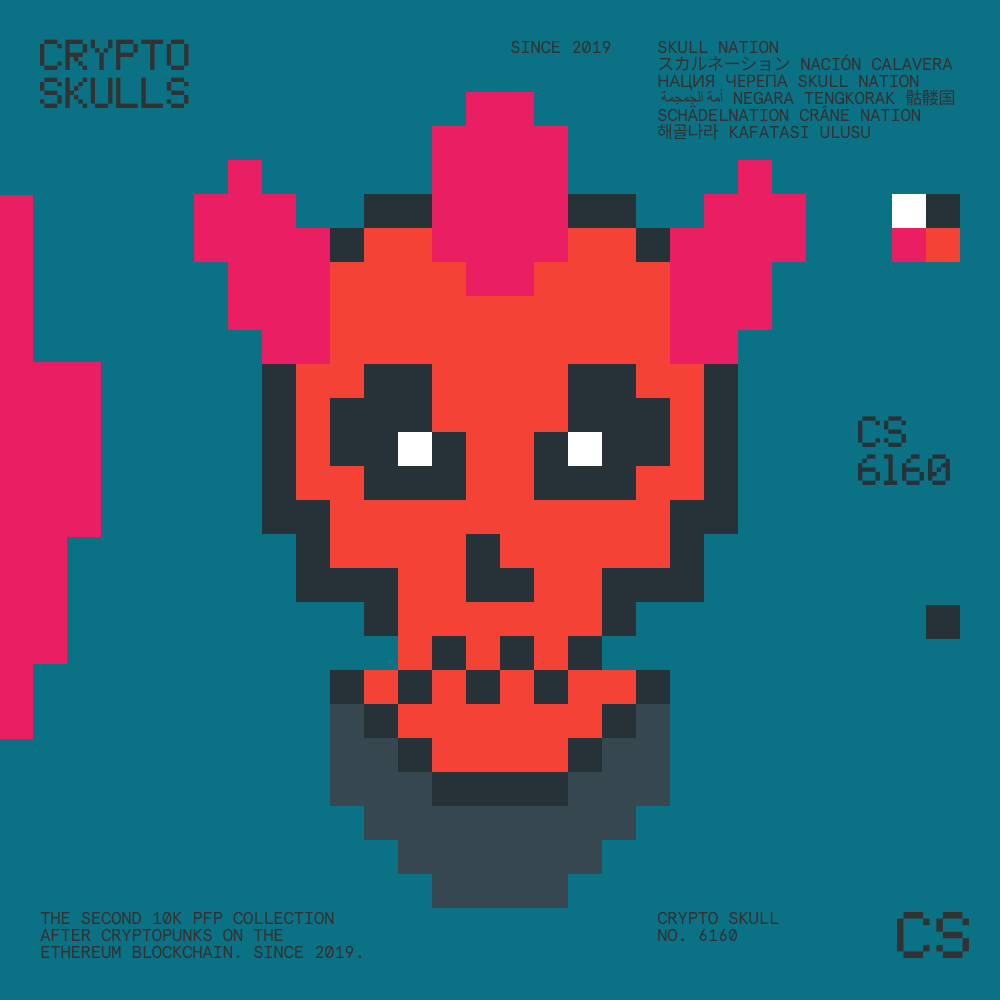 CRYPTO
SKULLS
SINCE 2019
SKULL NATION
スカルネーション NACIÓN CALAVERA
НАЦИЯ ЧЕРЕПА SKULL NATION
أمة الجمجمة NEGARA TENGKORAK 骷髅国
SCHÄDELNATION CRÂNE NATION
해골나라 KAFATASI ULUSU
CS
6160
THE SECOND 10K PFP COLLECTION
AFTER CRYPTOPUNKS ON THE
ETHEREUM BLOCKCHAIN. SINCE 2019.
CRYPTO SKULL
NO. 6160
CS